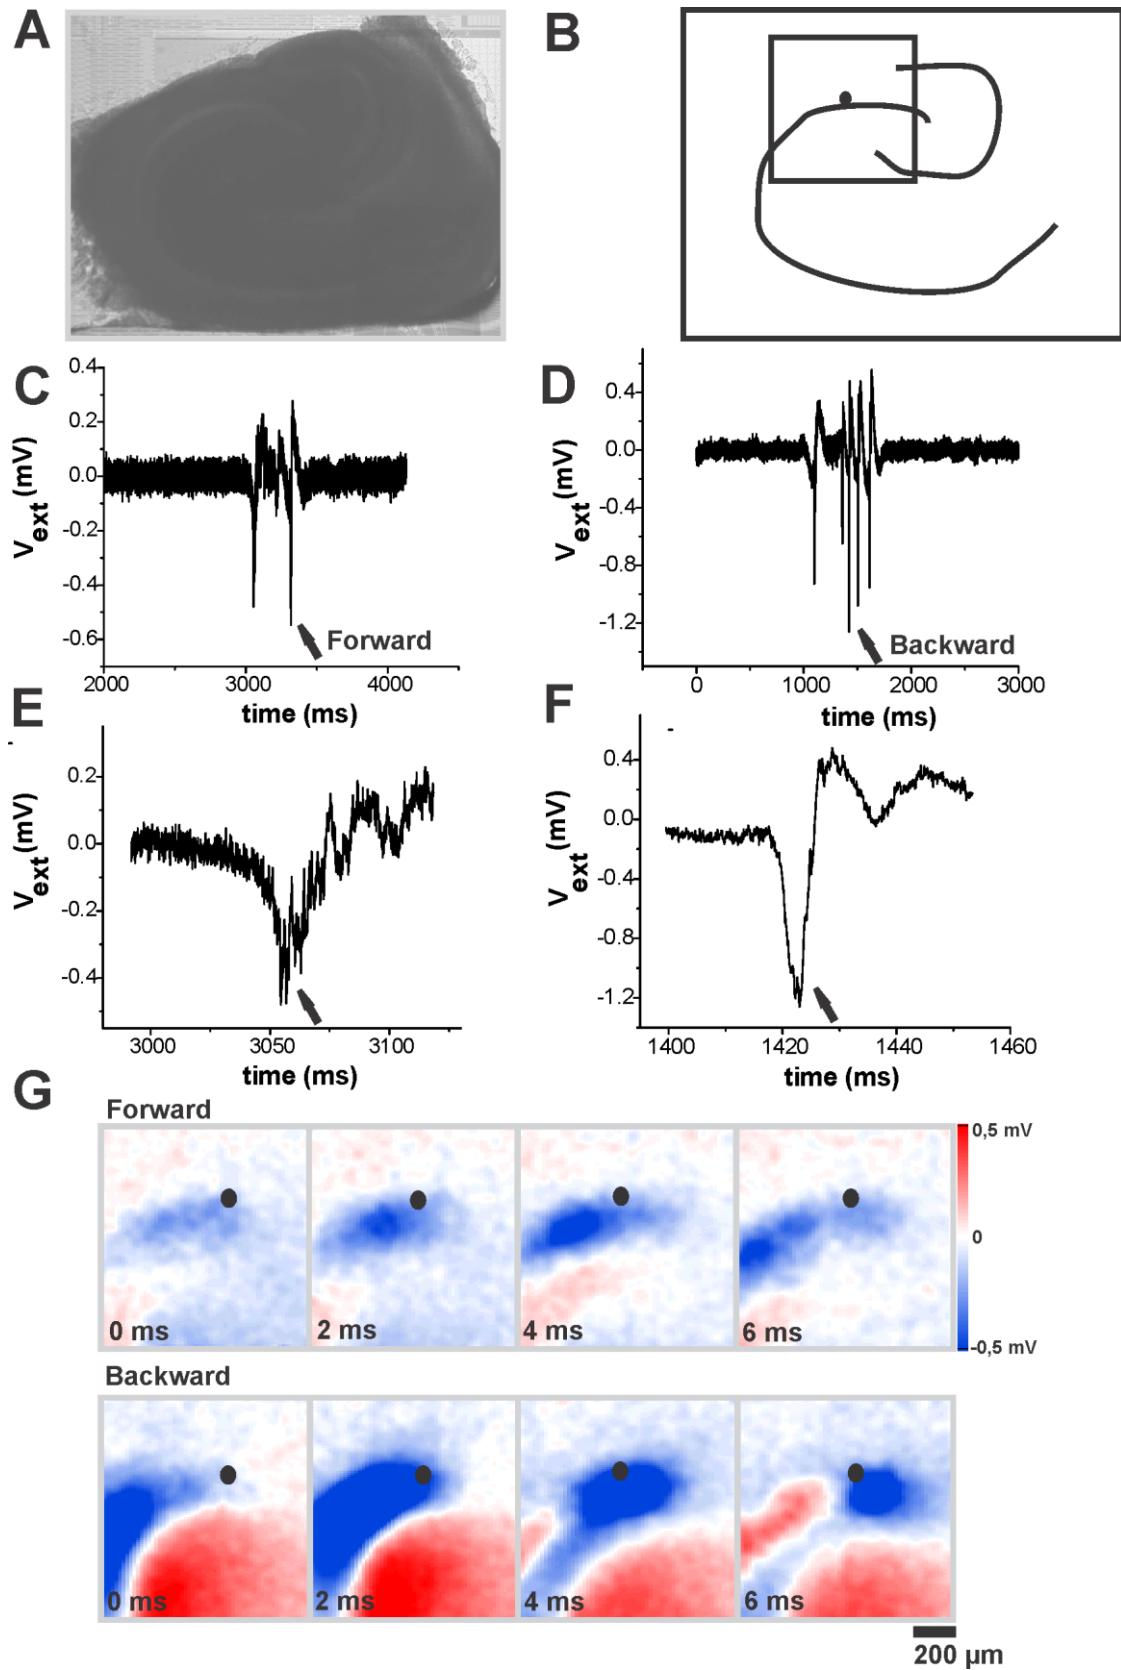 A
B
C
0.4
0.2
0.0
-0.2
-0.4
-0.6
V_ext (mV)
Forward
2000 3000 4000
time (ms)
D
0.4
0.0
-0.4
-0.8
-1.2
V_ext (mV)
Backward
0 1000 2000 3000
time (ms)
E
0.2
0.0
-0.2
-0.4
V_ext (mV)
3000 3050 3100
time (ms)
F
0.4
0.0
-0.4
-0.8
-1.2
V_ext (mV)
1400 1420 1440 1460
time (ms)
G
Forward
0 ms 2 ms 4 ms 6 ms
0,5 mV
0
-0,5 mV
Backward
0 ms 2 ms 4 ms 6 ms
200 µm